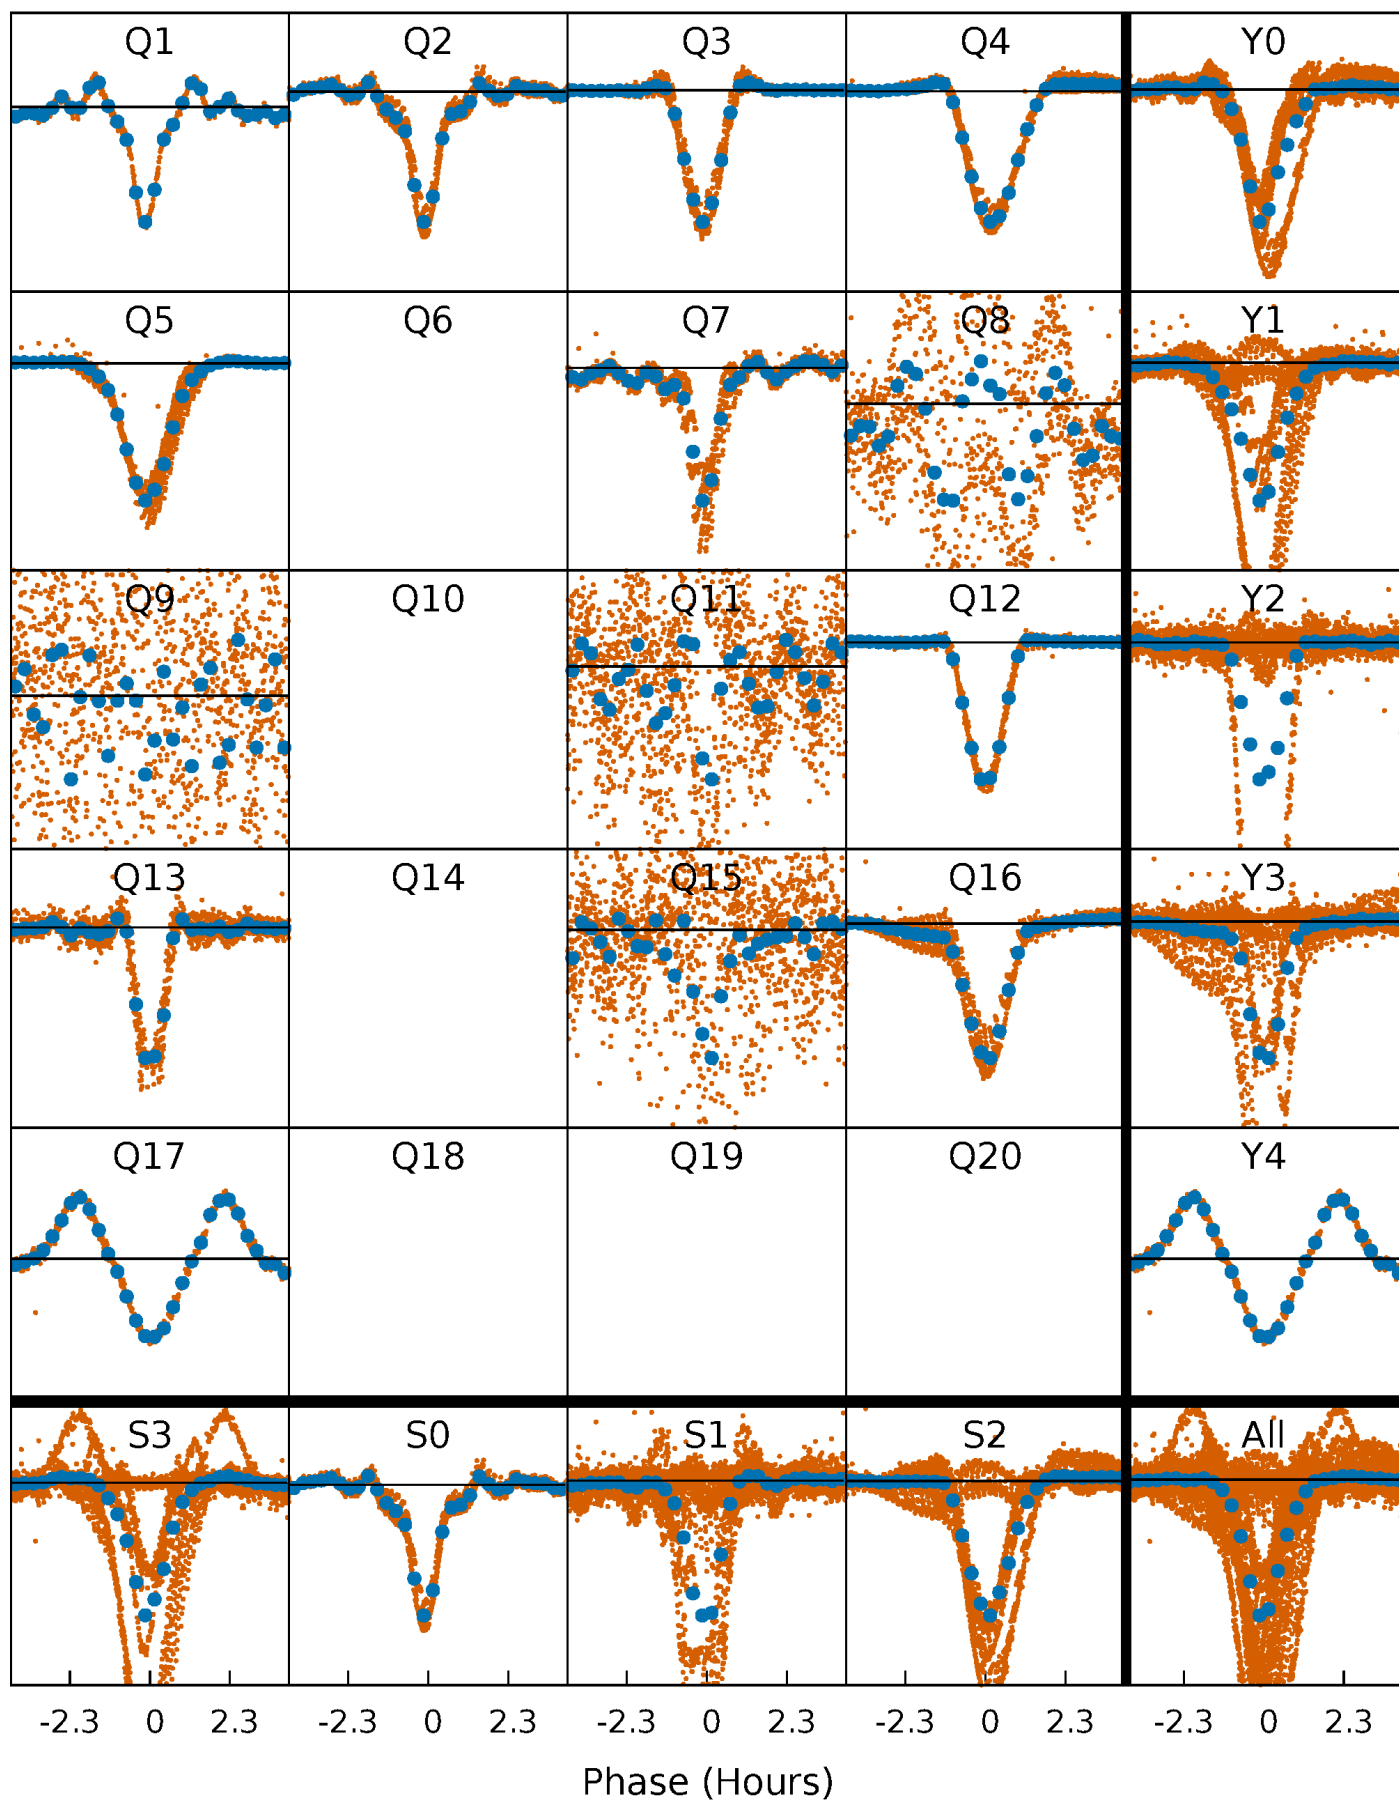 Q1 Q2 Q3 Q4 Y0
Q5 Q6 Q7 Q8 Y1
Q9 Q10 Q11 Q12 Y2
Q13 Q14 Q15 Q16 Y3
Q17 Q18 Q19 Q20 Y4
S3 S0 S1 S2 All
-2.3 0 2.3 -2.3 0 2.3 -2.3 0 2.3 -2.3 0 2.3 -2.3 0 2.3
Phase (Hours)